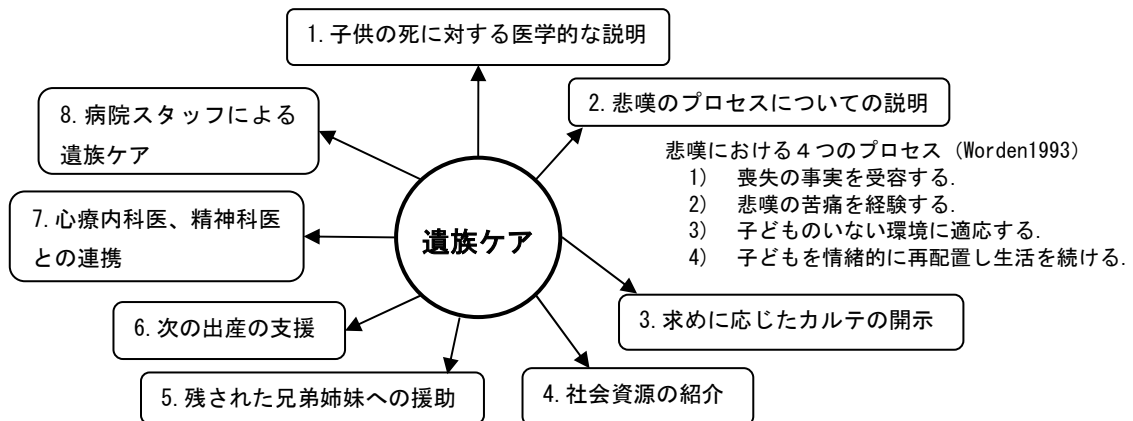 1. 子供の死に対する医学的な説明
2. 悲嘆のプロセスについての説明
悲嘆における４つのプロセス (Worden1993)
1) 喪失の事実を受容する.
2) 悲嘆の苦痛を経験する.
3) 子どものいない環境に適応する.
4) 子どもを情緒的に再配置し生活を続ける.
3. 求めに応じたカルテの開示
4. 社会資源の紹介
5. 残された兄弟姉妹への援助
6. 次の出産の支援
7. 心療内科医、精神科医
との連携
8. 病院スタッフによる
遺族ケア
遺族ケア